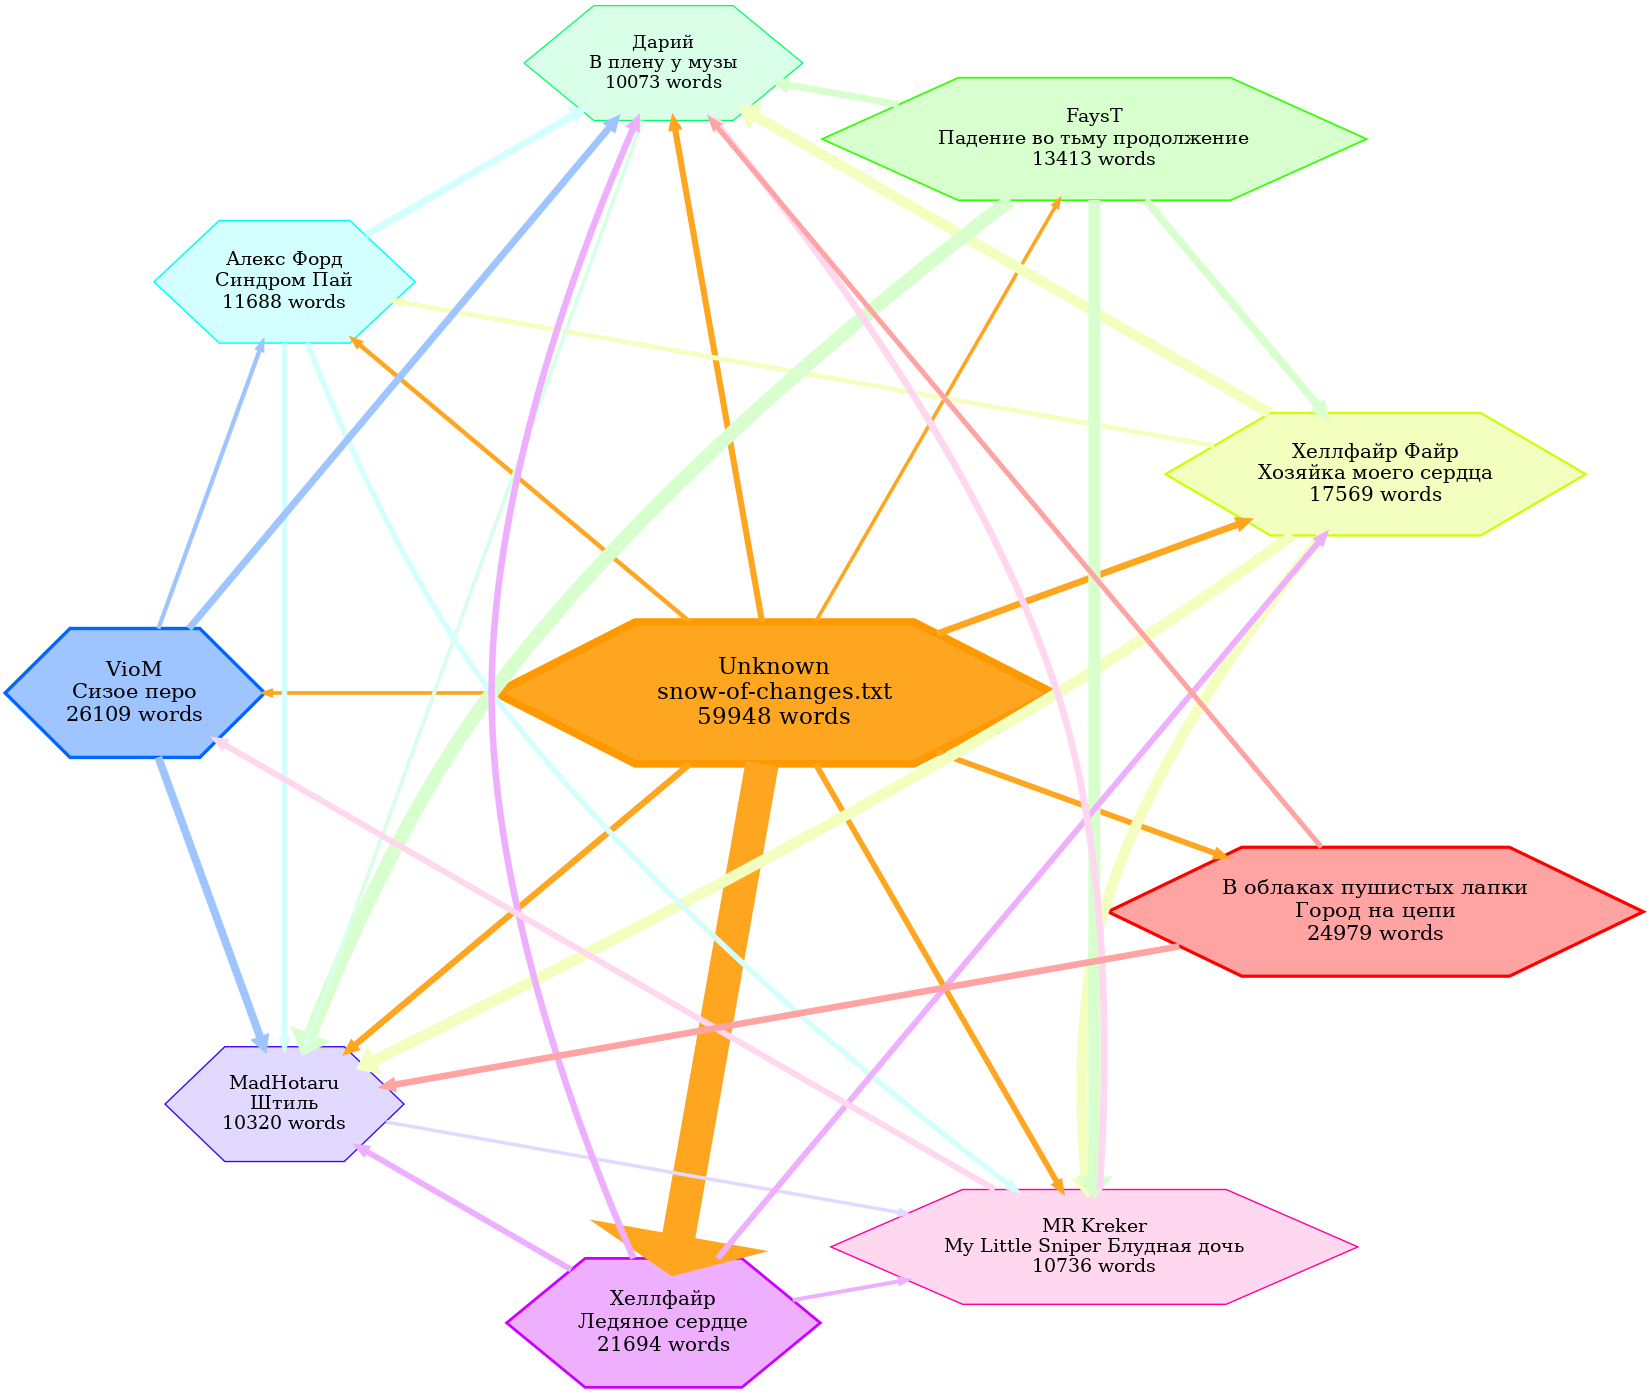 Дарий
В плену у музы
10073 words
FaysT
Падение во тьму продолжение
13413 words
Алекс Форд
Синдром Пай
11688 words
Хеллфайр Файр
Хозяйка моего сердца
17569 words
VioM
Сизое перо
26109 words
Unknown
snow-of-changes.txt
59948 words
В облаках пушистых лапки
Город на цепи
24979 words
MadHotaru
Штиль
10320 words
MR Kreker
My Little Sniper Блудная дочь
10736 words
Хеллфайр
Ледяное сердце
21694 words